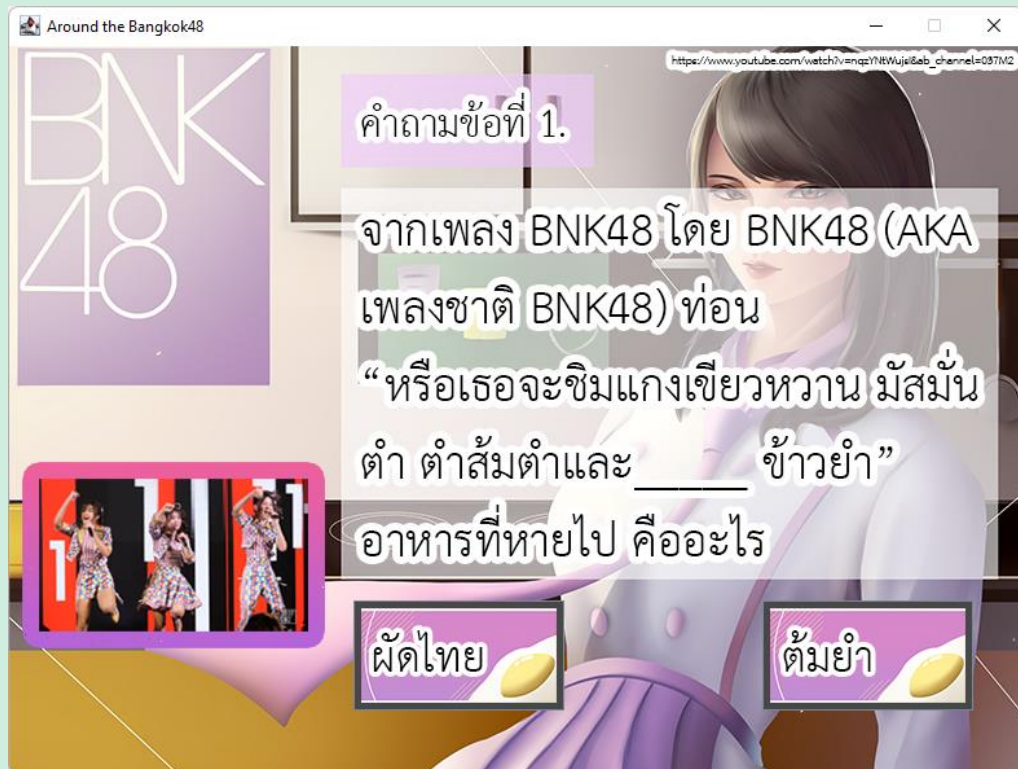 Around the Bangkok48
https://www.youtube.com/watch?v=nqzYNtWujsI&ab_channel=037M2
BNK
48
คำถามข้อที่ 1.
จากเพลง BNK48 โดย BNK48 (AKA
เพลงชาติ BNK48) ท่อน
“หรือเธอจะชิมแกงเขียวหวาน มัสมั่น
ตำ ตำส้มตำและ_____ ข้าวยำ”
อาหารที่หายไป คืออะไร
ผัดไทย
ต้มยำ